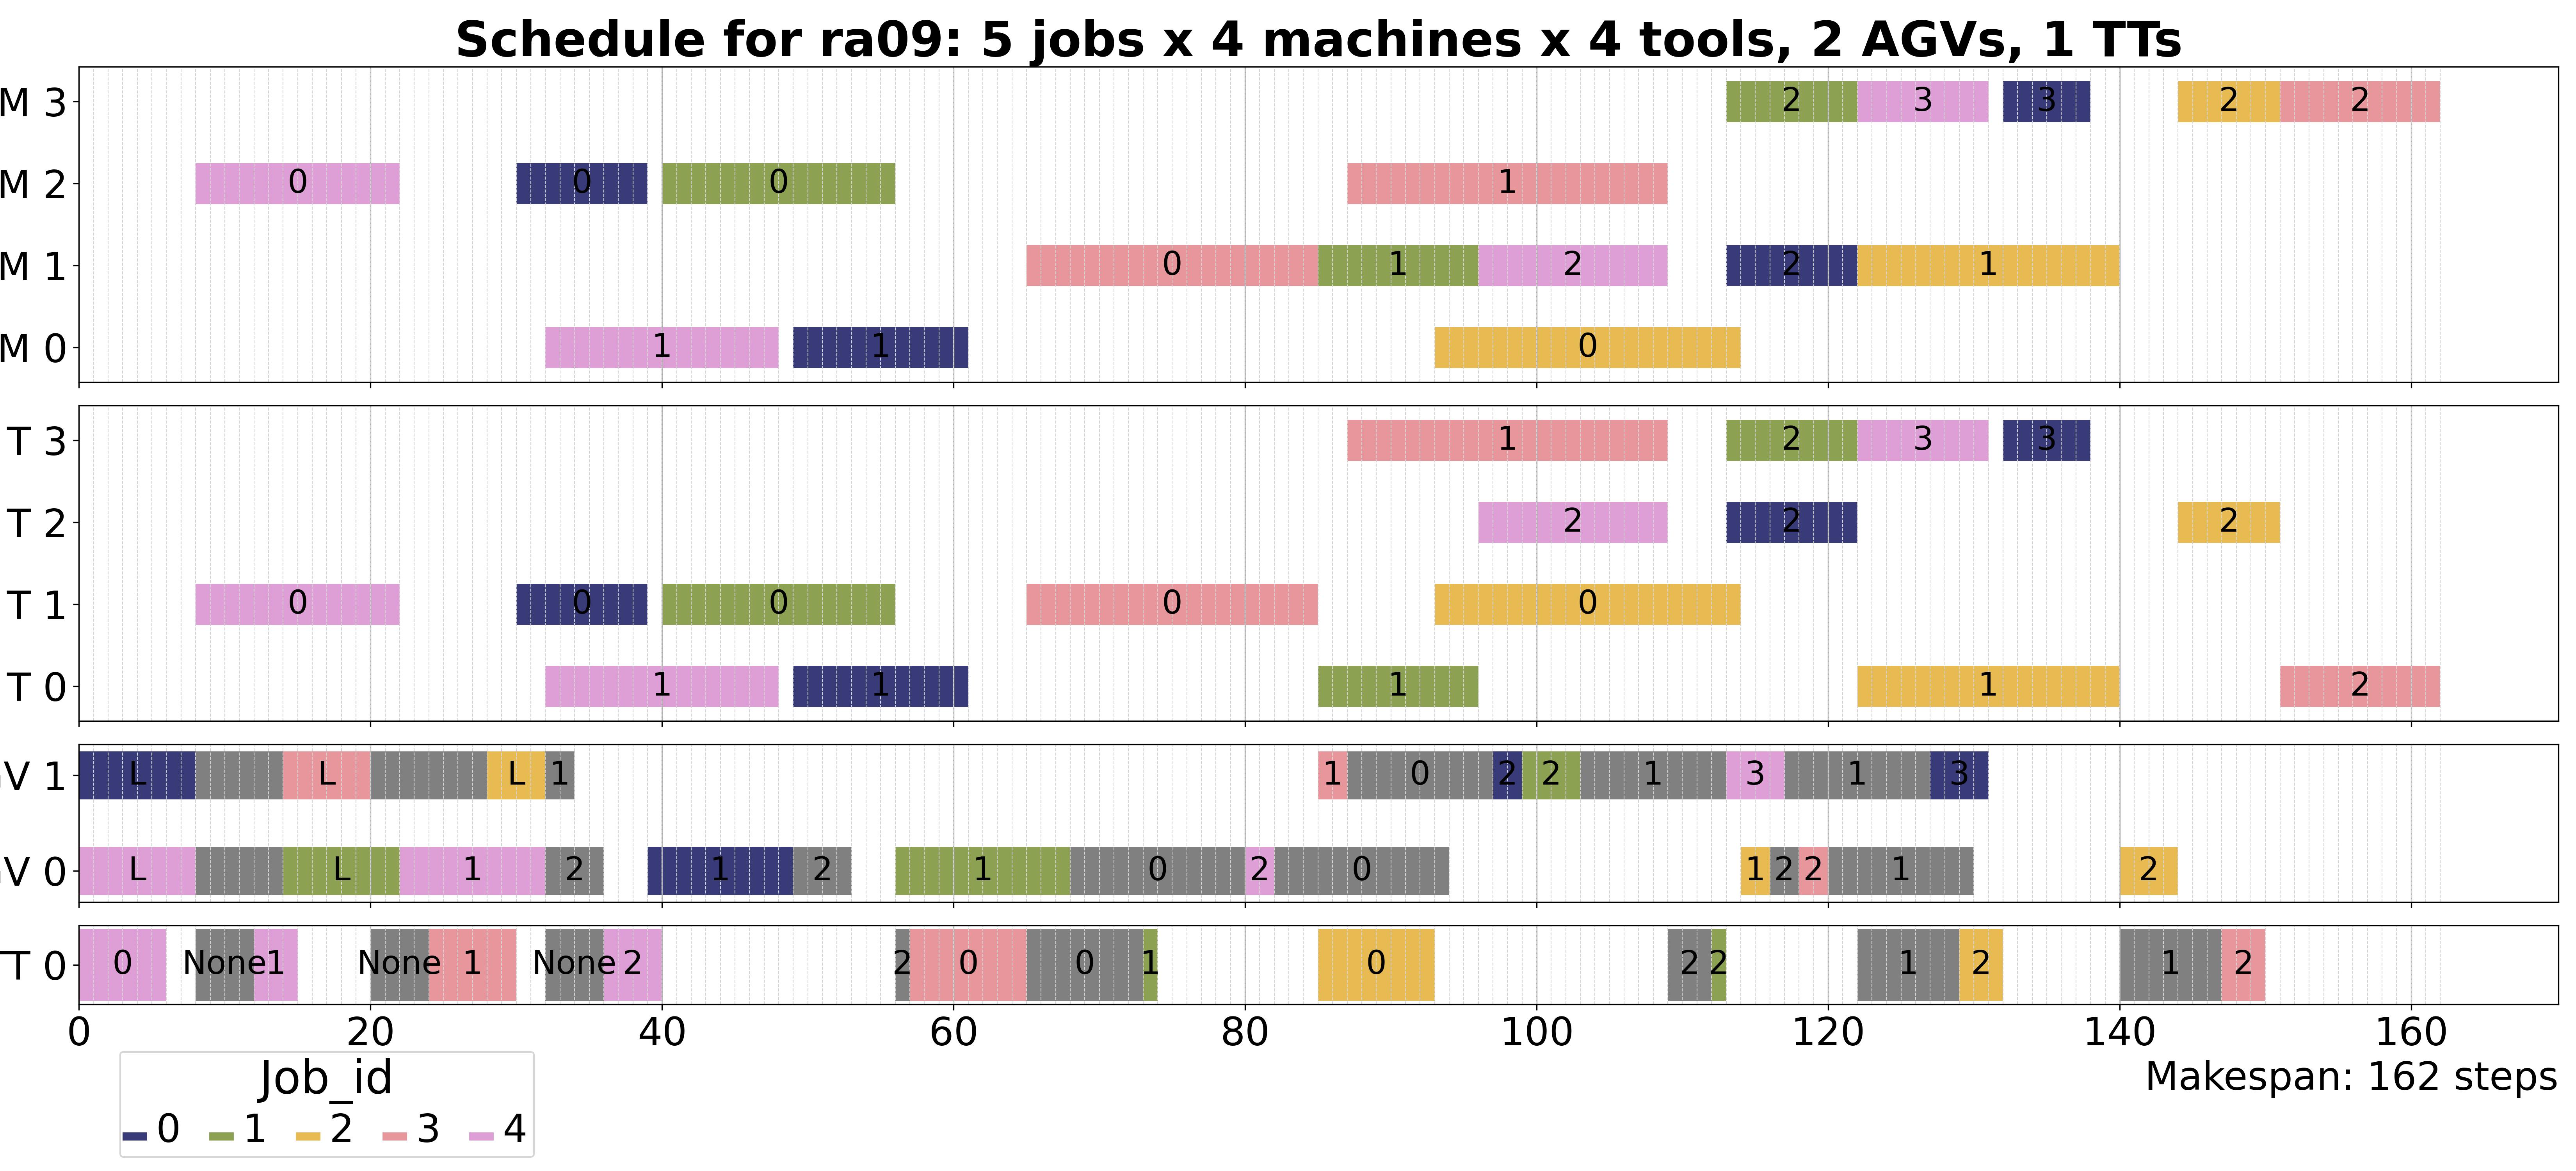 Schedule for ra09: 5 jobs x 4 machines x 4 tools, 2 AGVs, 1 TTs
M 3 2 3 3 2 2
M 2 0 0 0 1
M 1 0 1 2 2 1
M 0 1 1 0
T 3 1 2 3 3
T 2 2 2 2
T 1 0 0 0 0 0
T 0 1 1 1 1 2
GV 1 L L L 1 1 0 2 2 1 3 1 3
GV 0 L L 1 2 1 2 1 0 2 0 1 2 2 1 2
T 0 0 None 1 None 1 None 2 2 0 0 1 0 2 2 1 2 1 2
0 20 40 60 80 100 120 140 160
Job_id
0 1 2 3 4
Makespan: 162 steps